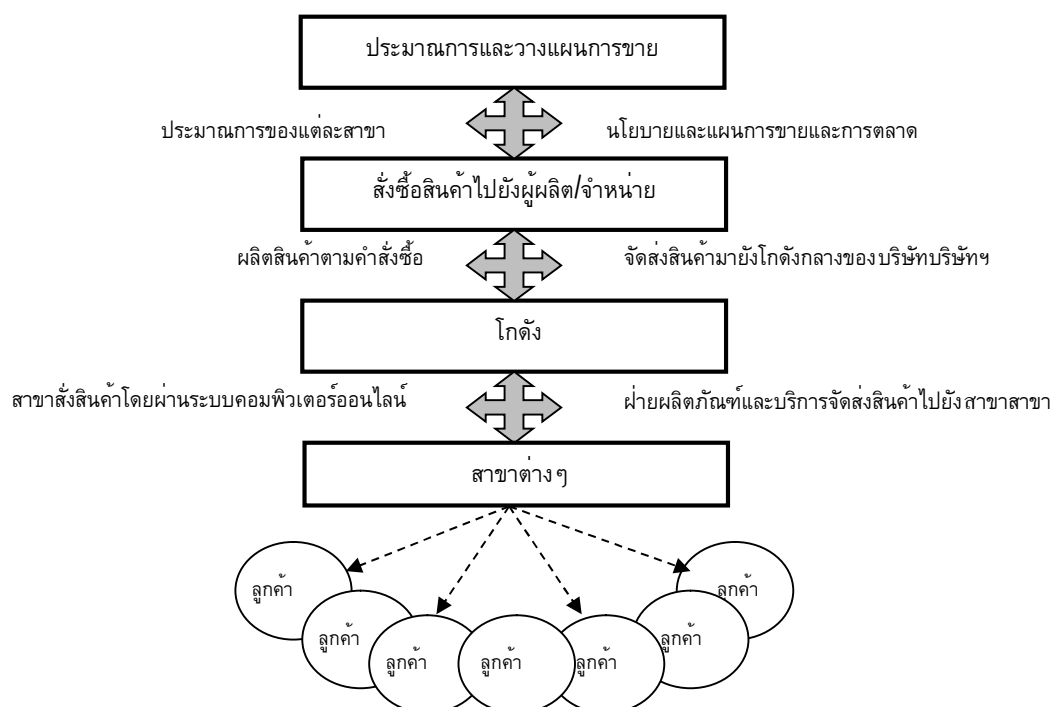 ประมาณการและวางแผนการขาย
ประมาณการของแต่ละสาขา
นโยบายและแผนการขายและการตลาด
สั่งซื้อสินค้าไปยังผู้ผลิต/จำหน่าย
ผลิตสินค้าตามคำสั่งซื้อ
จัดส่งสินค้ามายังโกดังกลางของบริษัทบริษัทฯ
โกดัง
สาขาสั่งสินค้าโดยผ่านระบบคอมพิวเตอร์ออนไลน์
ฝ่ายผลิตภัณฑ์และบริการจัดส่งสินค้าไปยังสาขาสาขา
สาขาต่างๆ
ลูกค้า
ลูกค้า
ลูกค้า
ลูกค้า
ลูกค้า
ลูกค้า
ลูกค้า